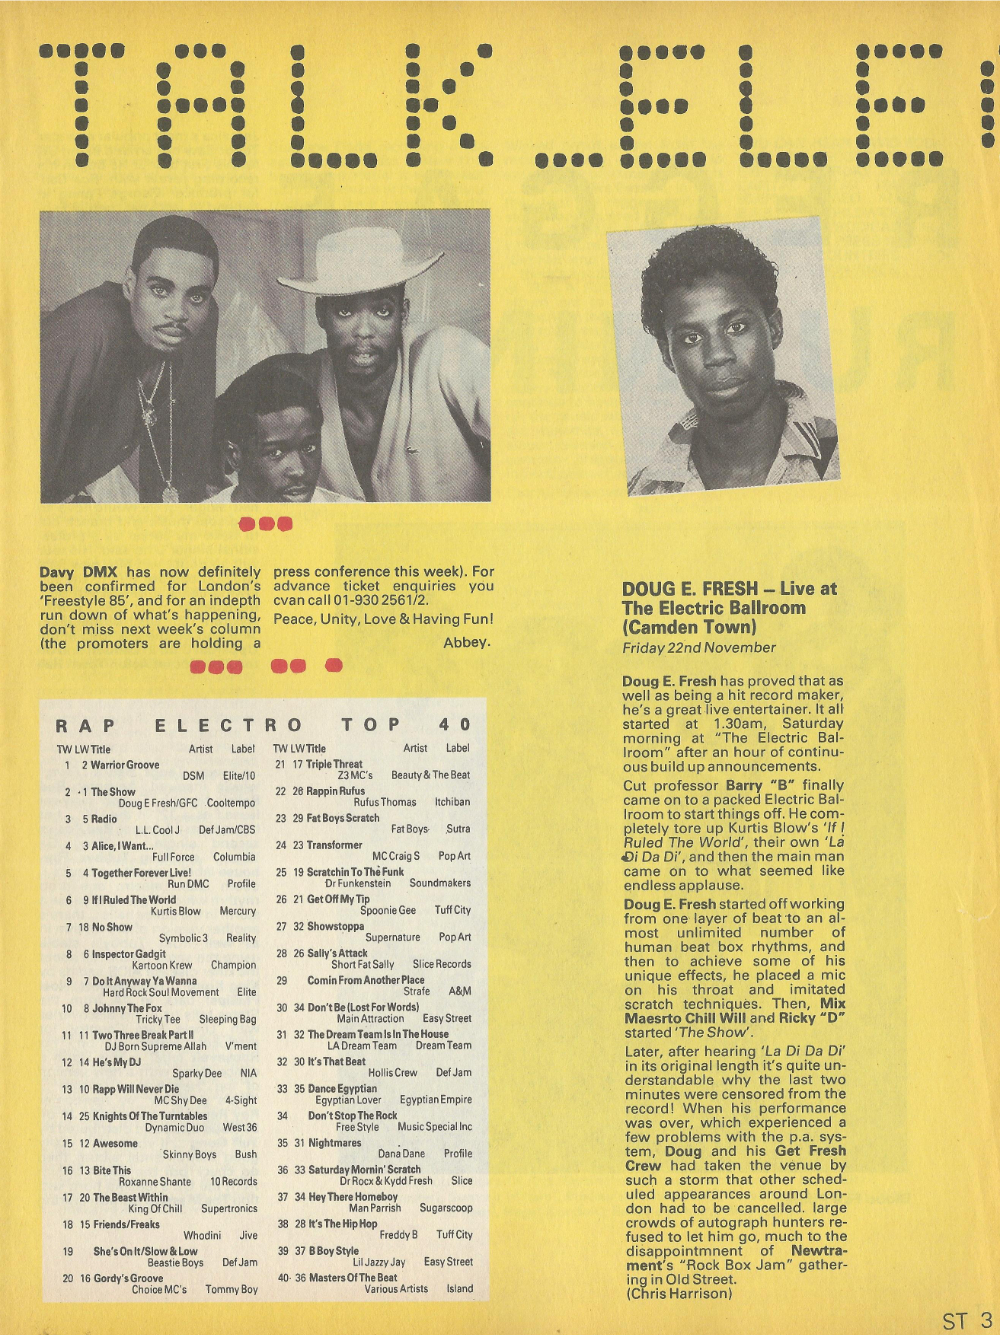 TALK_ELE
Davy DMX has now definitely
been confirmed for London's
'Freestyle 85', and for an indepth
run down of what's happening,
don't miss next week's column
(the promoters are holding a
press conference this week). For
advance ticket enquiries you
cvan call 01-930 2561/2.
Peace, Unity, Love & Having Fun!
Abbey.
RAP ELECTRO TOP 40
TW LW Title Artist Label
1 2 Warrior Groove
DSM Elite/10
2 1 The Show
Doug E Fresh/GFC Cooltempo
3 5 Radio
L.L. Cool J Def Jam/CBS
4 3 Alice, I Want...
Full Force Columbia
5 4 Together Forever Live!
Run DMC Profile
6 9 If I Ruled The World
Kurtis Blow Mercury
7 18 No Show
Symbolic 3 Reality
8 6 Inspector Gadgit
Kartoon Krew Champion
9 7 Do It Anyway Ya Wanna
Hard Rock Soul Movement Elite
10 8 Johnny The Fox
Tricky Tee Sleeping Bag
11 11 Two Three Break Part II
DJ Born Supreme Allah V'ment
12 14 He's My DJ
Sparky Dee NIA
13 10 Rapp Will Never Die
MC Shy Dee 4-Sight
14 25 Knights Of The Turntables
Dynamic Duo West 36
15 12 Awesome
Skinny Boys Bush
16 13 Bite This
Roxanne Shante 10 Records
17 20 The Beast Within
King Of Chill Supertronics
18 15 Friends/Freaks
Whodini Jive
19 She's On It/Slow & Low
Beastie Boys Def Jam
20 16 Gordy's Groove
Choice MC's Tommy Boy
TW LW Title Artist Label
21 17 Triple Threat
Z3 MC's Beauty & The Beat
22 28 Rappin Rufus
Rufus Thomas Itchiban
23 29 Fat Boys Scratch
Fat Boys Sutra
24 23 Transformer
MC Craig S Pop Art
25 19 Scratchin To The Funk
Dr Funkenstein Soundmakers
26 21 Get Off My Tip
Spoonie Gee Tuff City
27 32 Showstoppa
Supernature Pop Art
28 26 Sally's Attack
Short Fat Sally Slice Records
29 Comin From Another Place
Strafe A&M
30 34 Don't Be (Lost For Words)
Main Attraction Easy Street
31 32 The Dream Team Is In The House
LA Dream Team Dream Team
32 30 It's That Beat
Hollis Crew Def Jam
33 35 Dance Egyptian
Egyptian Lover Egyptian Empire
34 Don't Stop The Rock
Free Style Music Special Inc
35 31 Nightmares
Dana Dane Profile
36 33 Saturday Mornin' Scratch
Dr Rocx & Kydd Fresh Slice
37 34 Hey There Homeboy
Man Parrish Sugarscoop
38 28 It's The Hip Hop
Freddy B Tuff City
39 37 B Boy Style
Lil Jazzy Jay Easy Street
40 36 Masters Of The Beat
Various Artists Island
DOUG E. FRESH – Live at
The Electric Ballroom
(Camden Town)
Friday 22nd November
Doug E. Fresh has proved that as
well as being a hit record maker,
he's a great live entertainer. It all
started at 1.30am, Saturday
morning at "The Electric Bal-
lroom" after an hour of continu-
ous build up announcements.
Cut professor Barry "B" finally
came on to a packed Electric Bal-
lroom to start things off. He com-
pletely tore up Kurtis Blow's 'If I
Ruled The World', their own 'La
Di Da Di', and then the main man
came on to what seemed like
endless applause.
Doug E. Fresh started off working
from one layer of beat to an al-
most unlimited number of
human beat box rhythms, and
then to achieve some of his
unique effects, he placed a mic
on his throat and imitated
scratch techniques. Then, Mix
Maesrto Chill Will and Ricky "D"
started 'The Show'.
Later, after hearing 'La Di Da Di'
in its original length it's quite un-
derstandable why the last two
minutes were censored from the
record! When his performance
was over, which experienced a
few problems with the p.a. sys-
tem, Doug and his Get Fresh
Crew had taken the venue by
such a storm that other sched-
uled appearances around Lon-
don had to be cancelled. large
crowds of autograph hunters re-
fused to let him go, much to the
disappointmnent of Newtra-
ment's "Rock Box Jam" gather-
ing in Old Street.
(Chris Harrison)
ST 3